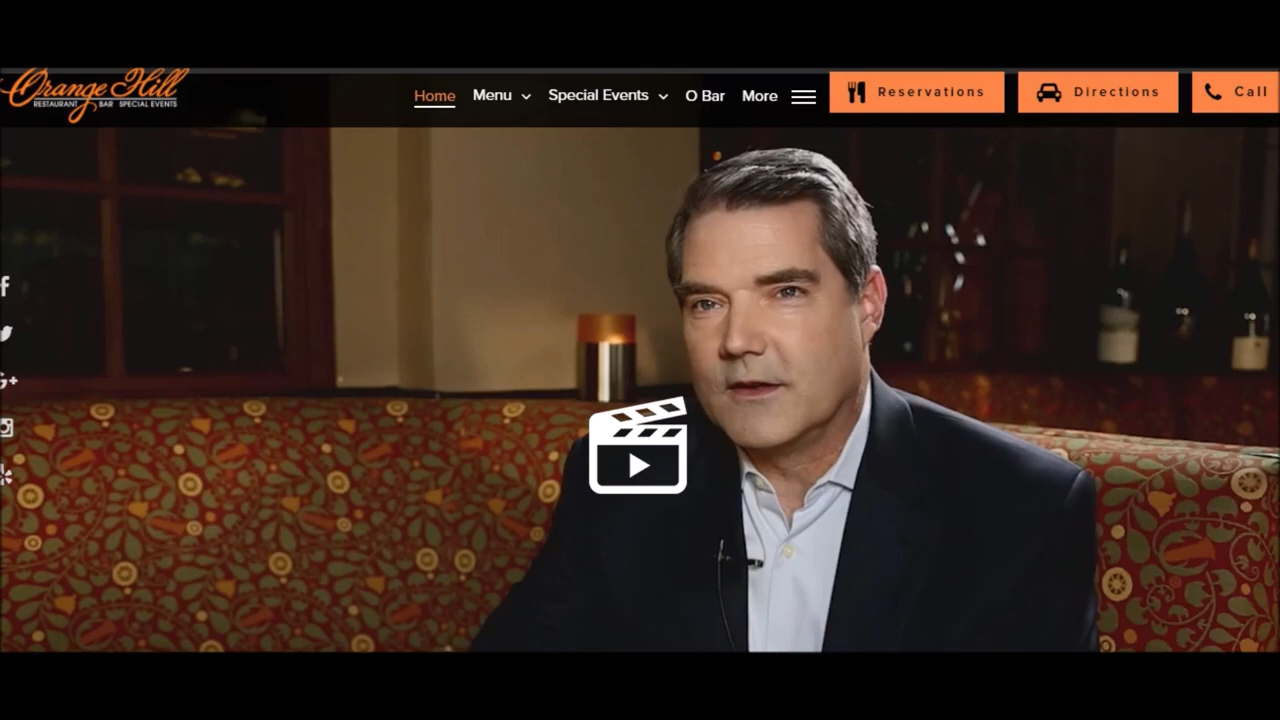 Orange Hill
RESTAURANT BAR SPECIAL EVENTS
Home Menu Special Events O Bar More
Reservations Directions Call